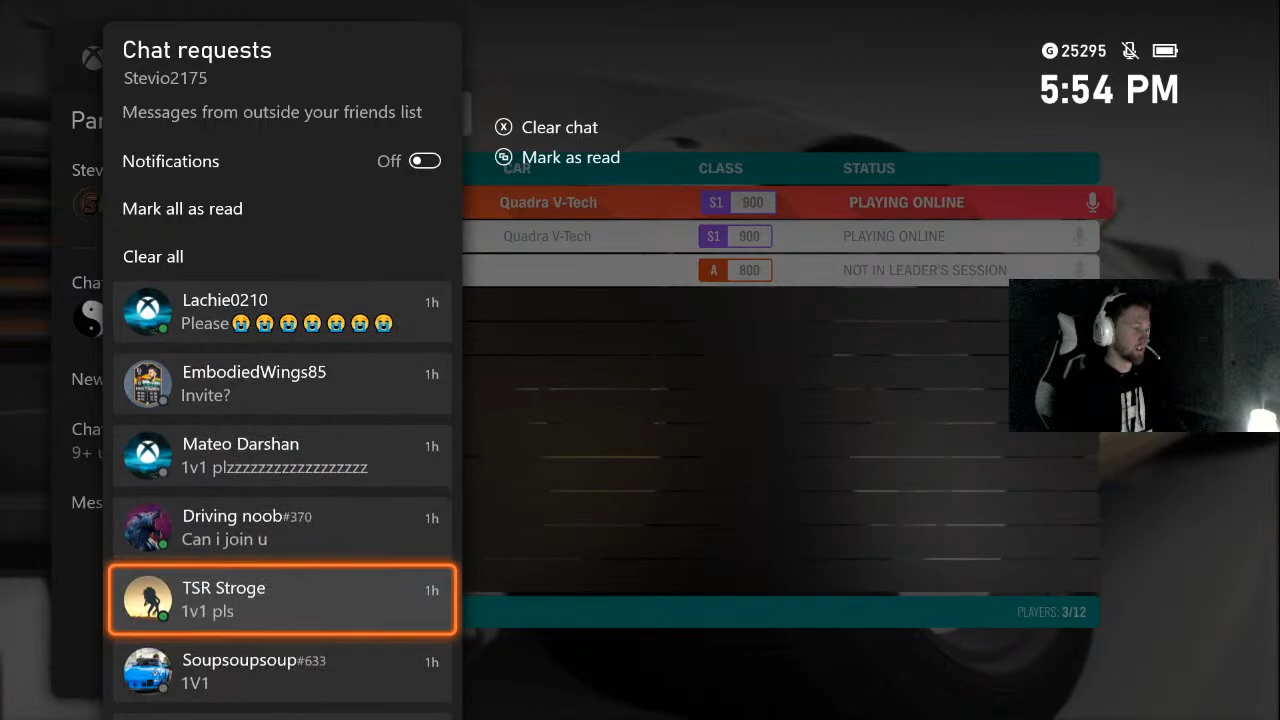 Chat requests
Stevio2175
Messages from outside your friends list
Notifications Off
Mark all as read
Clear all
Lachie0210 1h
Please😭😭😭😭😭😭😭
EmbodiedWings85 1h
Invite?
Mateo Darshan 1h
1v1 plzzzzzzzzzzzzzzzzzz
Driving noob#370 1h
Can i join u
TSR Stroge 1h
1v1 pls
Soupsoupsoup#633 1h
1V1
Clear chat
Mark as read
G 25295
5:54 PM
CAR CLASS STATUS
Quadra V-Tech S1 900 PLAYING ONLINE
Quadra V-Tech S1 900 PLAYING ONLINE
A 800 NOT IN LEADER'S SESSION
PLAYERS: 3/12
9+